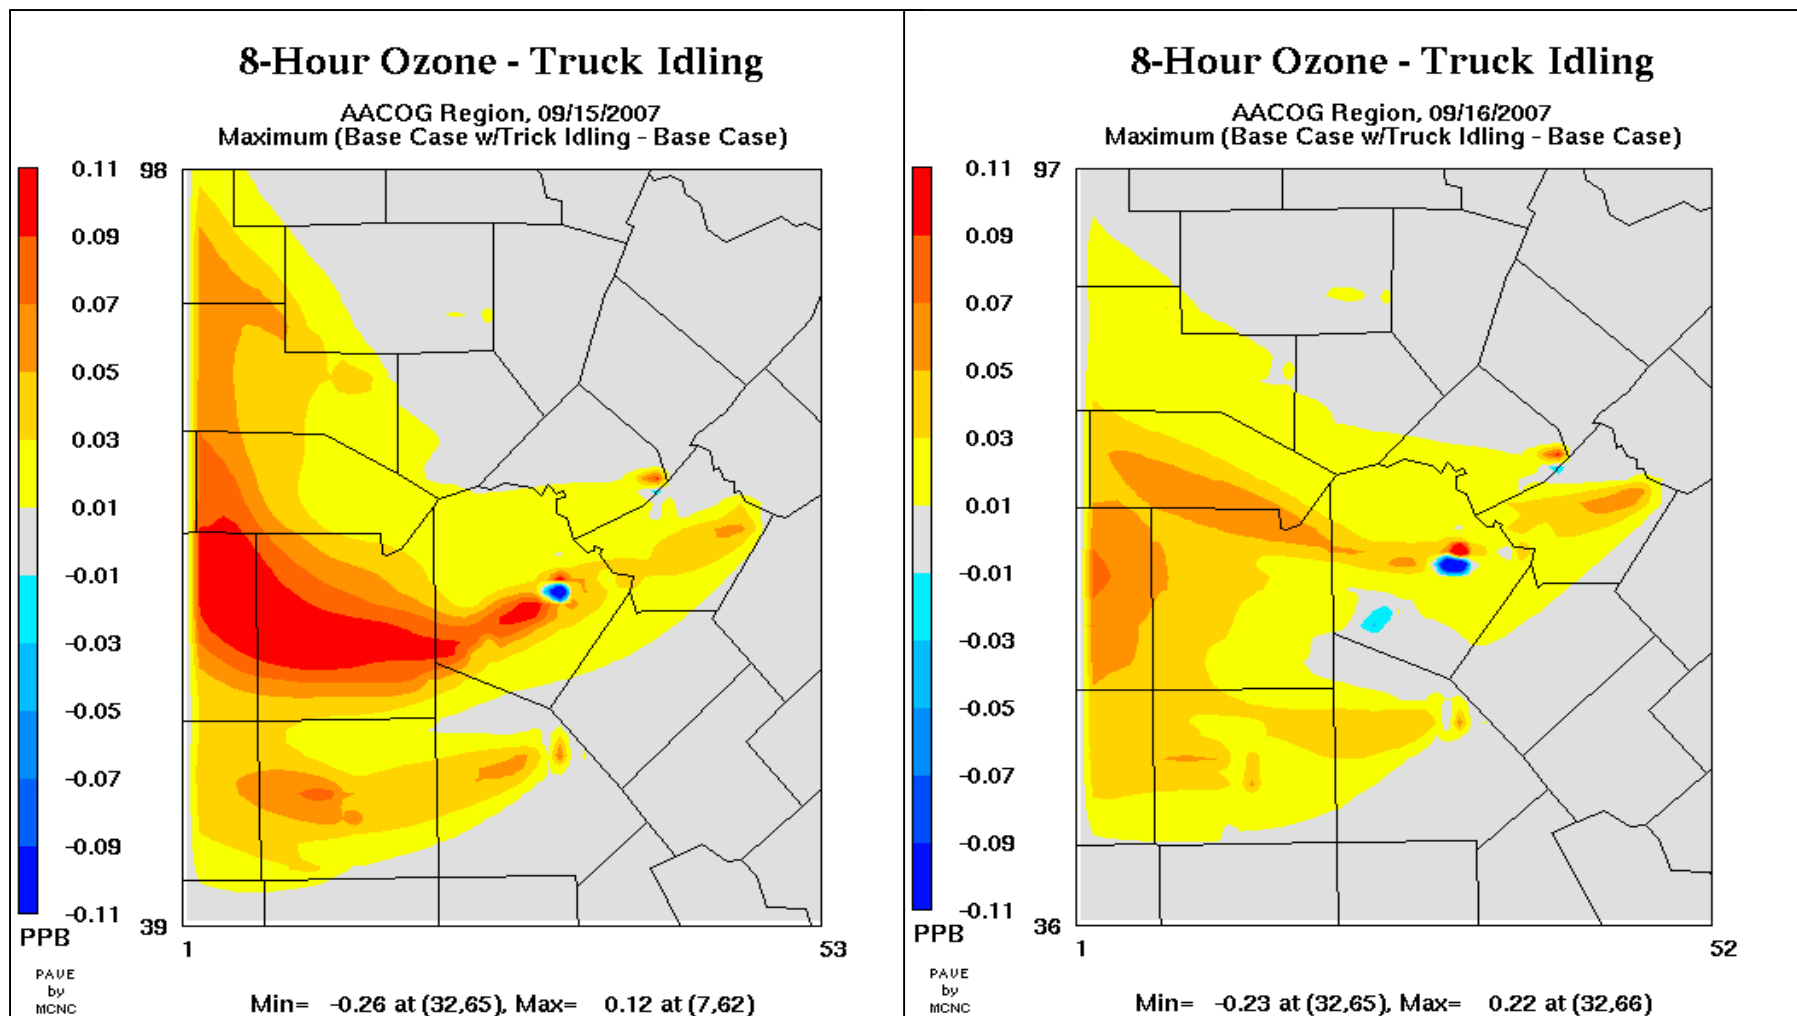 8-Hour Ozone - Truck Idling
AACOG Region, 09/15/2007
Maximum (Base Case w/Trick Idling - Base Case)
98
0.11
0.09
0.07
0.05
0.03
0.01
-0.01
-0.03
-0.05
-0.07
-0.09
-0.11
39
PPB
1
53
PAVE
by
MCNC
Min= -0.26 at (32,65), Max= 0.12 at (7,62)
8-Hour Ozone - Truck Idling
AACOG Region, 09/16/2007
Maximum (Base Case w/Truck Idling - Base Case)
97
0.11
0.09
0.07
0.05
0.03
0.01
-0.01
-0.03
-0.05
-0.07
-0.09
-0.11
36
PPB
1
52
PAVE
by
MCNC
Min= -0.23 at (32,65), Max= 0.22 at (32,66)